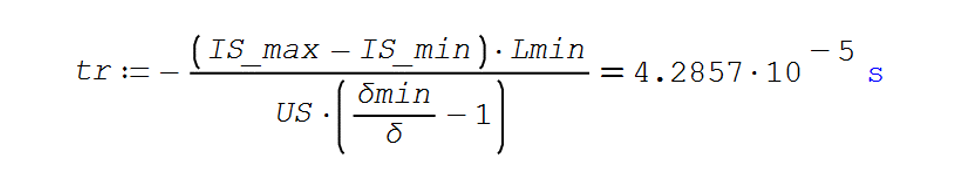 tr := - (IS_max - IS_min) · Lmin / US · (δmin / δ - 1) = 4.2857 · 10^-5 s